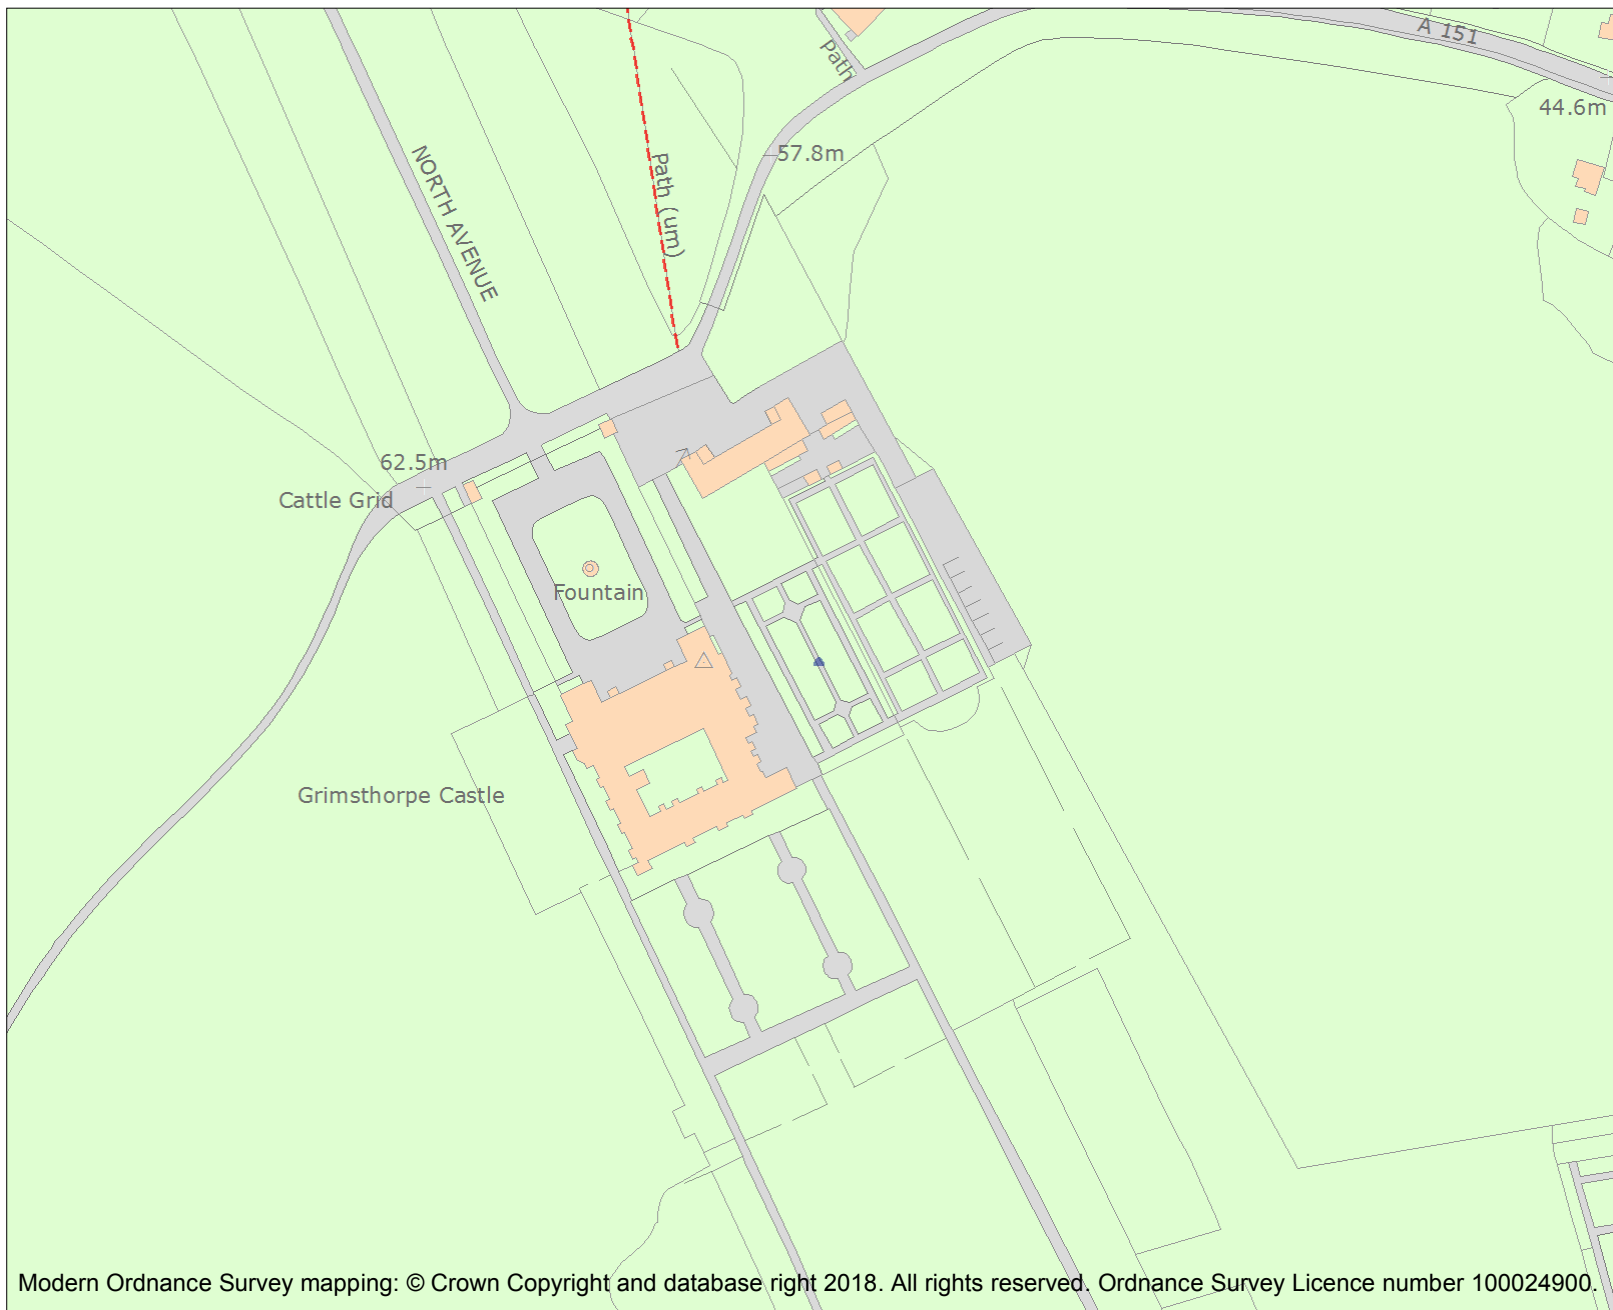 A 151
Path
44.6m
57.8m
Path (um)
NORTH AVENUE
62.5m
Cattle Grid
Fountain
Grimsthorpe Castle
Modern Ordnance Survey mapping: © Crown Copyright and database right 2018. All rights reserved. Ordnance Survey Licence number 100024900.